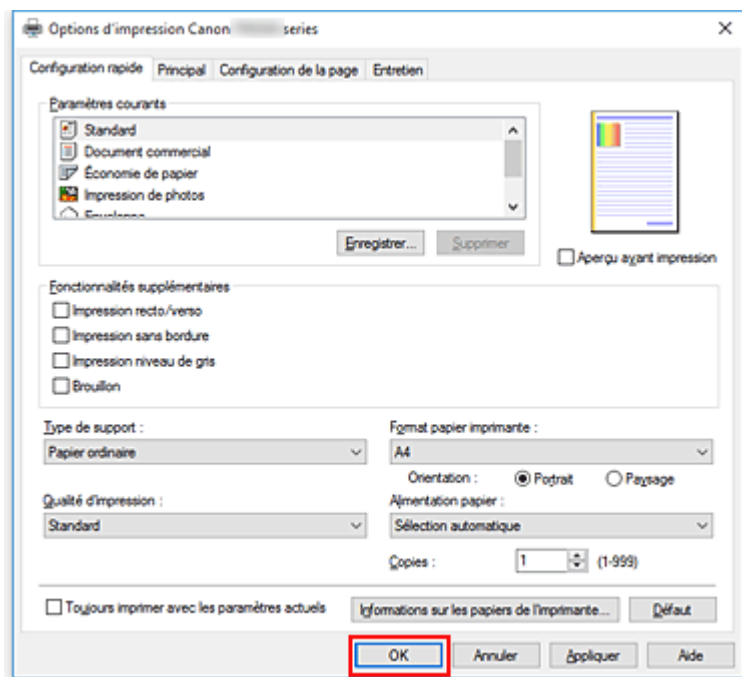 Options d'impression Canon series
Configuration rapide Principal Configuration de la page Entretien
Paramètres courants
Standard
Document commercial
Économie de papier
Impression de photos
Enregistrer... Supprimer
Aperçu avant impression
Fonctionnalités supplémentaires
Impression recto/verso
Impression sans bordure
Impression niveau de gris
Brouillon
Type de support : Format papier imprimante :
Papier ordinaire A4
Orientation : Portrait Paysage
Qualité d'impression : Alimentation papier :
Standard Sélection automatique
Copies : 1 (1-999)
Toujours imprimer avec les paramètres actuels Informations sur les papiers de l'imprimante... Défaut
OK Annuler Appliquer Aide